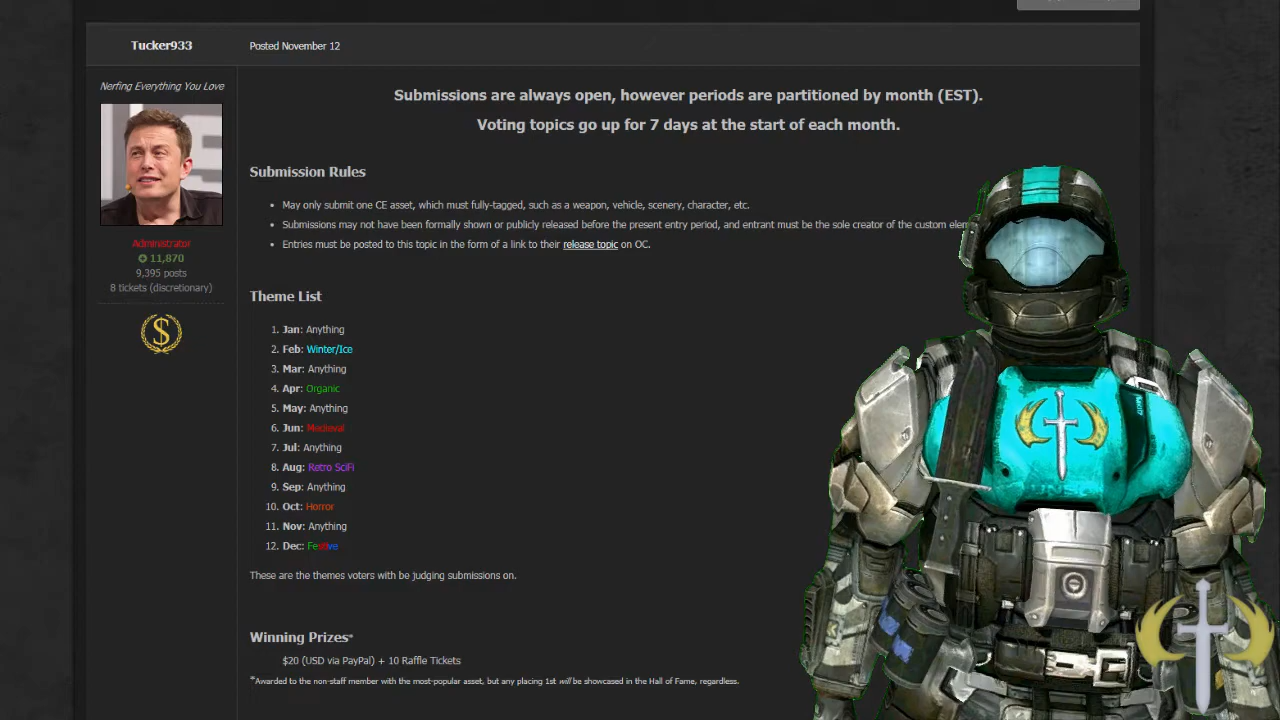 Tucker933
Posted November 12
Nerfing Everything You Love
Administrator
11,870
9,395 posts
8 tickets (discretionary)
Submissions are always open, however periods are partitioned by month (EST).
Voting topics go up for 7 days at the start of each month.
Submission Rules
• May only submit one CE asset, which must fully-tagged, such as a weapon, vehicle, scenery, character, etc.
• Submissions may not have been formally shown or publicly released before the present entry period, and entrant must be the sole creator of the custom
• Entries must be posted to this topic in the form of a link to their release topic on OC.
Theme List
1. Jan: Anything
2. Feb: Winter/Ice
3. Mar: Anything
4. Apr: Organic
5. May: Anything
6. Jun: Medieval
7. Jul: Anything
8. Aug: Retro SciFi
9. Sep: Anything
10. Oct: Horror
11. Nov: Anything
12. Dec: Festive
These are the themes voters with be judging submissions on.
Winning Prizes*
$20 (USD via PayPal) + 10 Raffle Tickets
*Awarded to the non-staff member with the most-popular asset, but any placing 1st will be showcased in the Hall of Fame, regardless.
UNSC